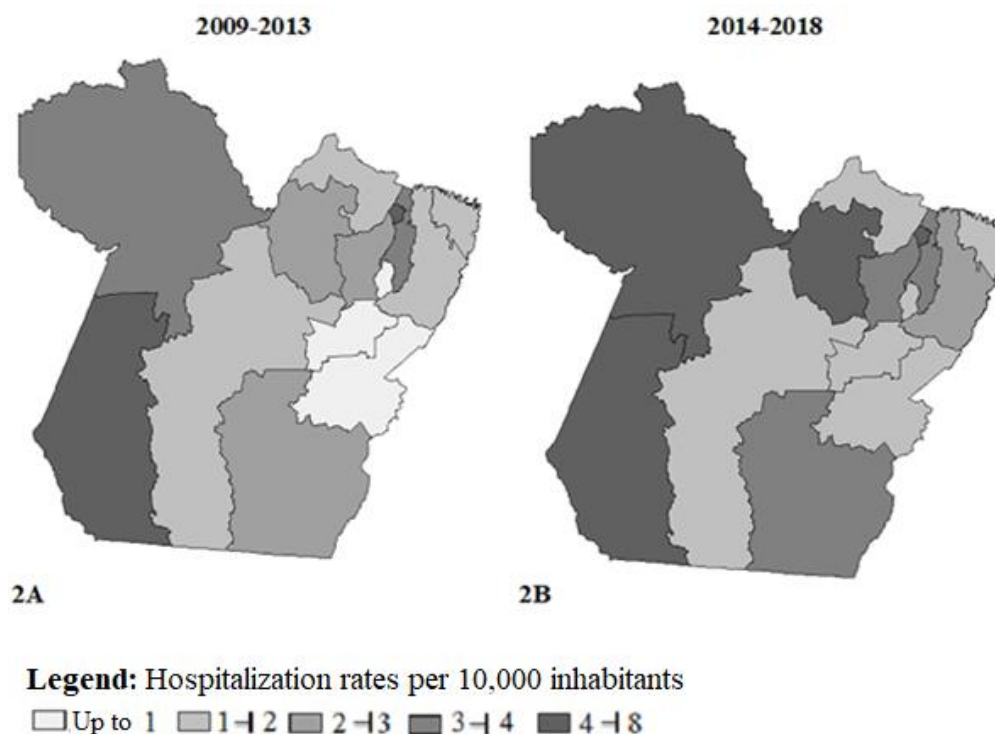 2009-2013 2014-2018
2A 2B
Legend: Hospitalization rates per 10,000 inhabitants
Up to 1 1⊣2 2⊣3 3⊣4 4⊣8